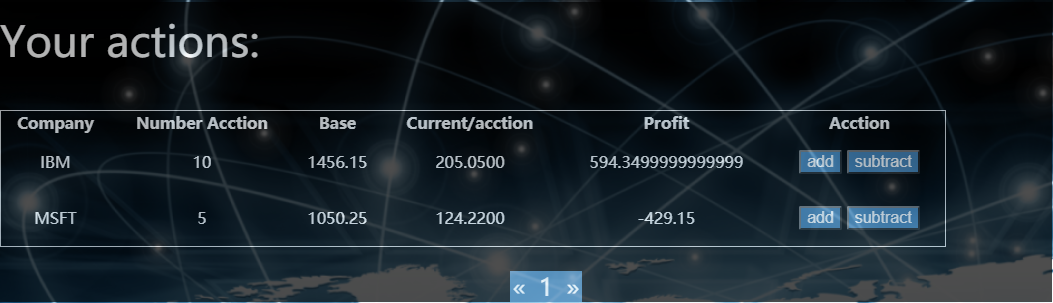 Your actions:
Company Number Acction Base Current/acction Profit Acction
IBM 10 1456.15 205.0500 594.3499999999999 add subtract
MSFT 5 1050.25 124.2200 -429.15 add subtract
« 1 »